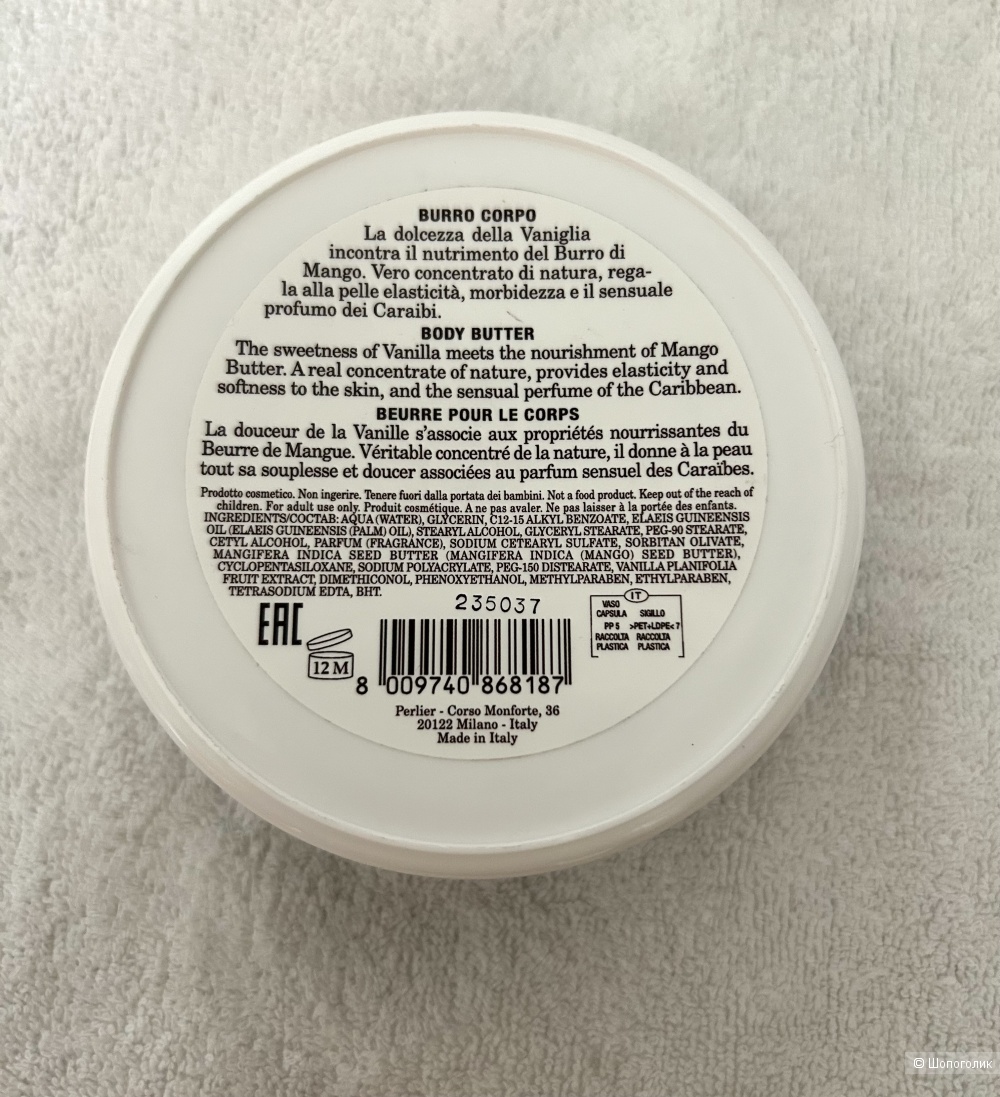 BURRO CORPO
La dolcezza della Vaniglia
incontra il nutrimento del Burro di
Mango. Vero concentrato di natura, rega-
la alla pelle elasticità, morbidezza e il sensuale
profumo dei Caraibi.
BODY BUTTER
The sweetness of Vanilla meets the nourishment of Mango
Butter. A real concentrate of nature, provides elasticity and
softness to the skin, and the sensual perfume of the Caribbean.
BEURRE POUR LE CORPS
La douceur de la Vanille s'associe aux propriétés nourrissantes du
Beurre de Mangue. Véritable concentré de la nature, il donne à la peau
tout sa souplesse et doucer associées au parfum sensuel des Caraïbes.
Prodotto cosmetico. Non ingerire. Tenere fuori dalla portata dei bambini. Not a food product. Keep out of the reach of
children. For adult use only. Produit cosmétique. A ne pas avaler. Ne pas laisser à la portée des enfants.
INGREDIENTS/COCTAB: AQUA (WATER), GLYCERIN, C12-15 ALKYL BENZOATE, ELAEIS GUINEENSIS
OIL (ELAEIS GUINEENSIS (PALM) OIL), STEARYL ALCOHOL, GLYCERYL STEARATE, PEG-90 STEARATE,
CETYL ALCOHOL, PARFUM (FRAGRANCE), SODIUM CETEARYL SULFATE, SORBITAN OLIVATE,
MANGIFERA INDICA SEED BUTTER (MANGIFERA INDICA (MANGO) SEED BUTTER),
CYCLOPENTASILOXANE, SODIUM POLYACRYLATE, PEG-150 DISTEARATE, VANILLA PLANIFOLIA
FRUIT EXTRACT, DIMETHICONOL, PHENOXYETHANOL, METHYLPARABEN, ETHYLPARABEN,
TETRASODIUM EDTA, BHT.
235037
EAC
12 M
IT
VASO
CAPSULA SIGILLO
PP 5 >PET+LDPE< 7
RACCOLTA RACCOLTA
PLASTICA PLASTICA
8 009740 868187
Perlier - Corso Monforte, 36
20122 Milano - Italy
Made in Italy
© Шопоголик